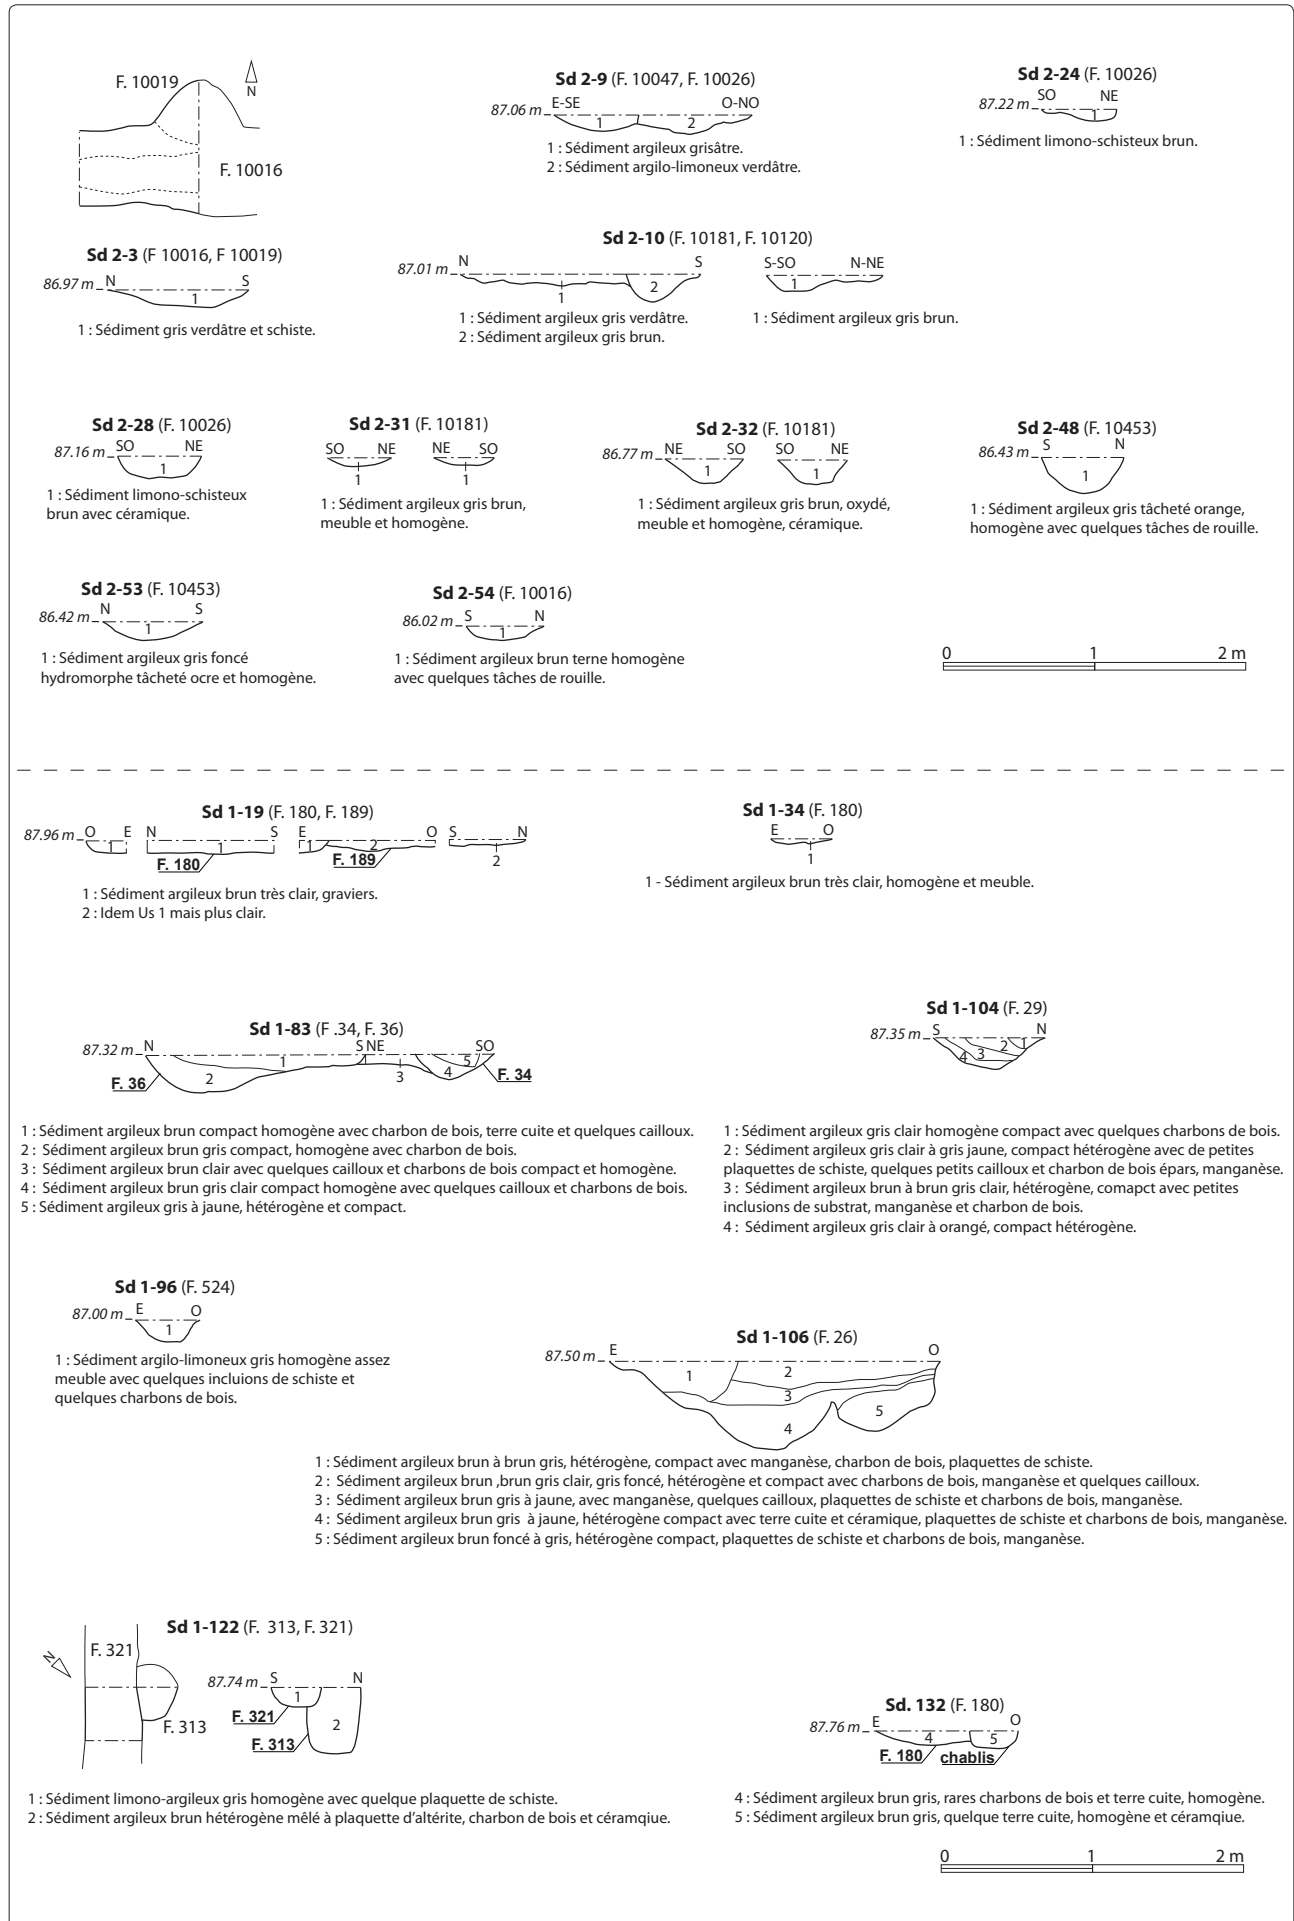 F. 10019
N
F. 10016
Sd 2-3 (F 10016, F 10019)
86.97 m N S
1
1 : Sédiment gris verdâtre et schiste.
Sd 2-9 (F. 10047, F. 10026)
87.06 m E-SE O-NO
1 2
1 : Sédiment argileux grisâtre.
2 : Sédiment argilo-limoneux verdâtre.
Sd 2-24 (F. 10026)
87.22 m SO NE
1
1 : Sédiment limono-schisteux brun.
Sd 2-10 (F. 10181, F. 10120)
87.01 m N S S-SO N-NE
1 2 1
1 : Sédiment argileux gris verdâtre.
2 : Sédiment argileux gris brun.
1 : Sédiment argileux gris brun.
Sd 2-28 (F. 10026)
87.16 m SO NE
1
1 : Sédiment limono-schisteux
brun avec céramique.
Sd 2-31 (F. 10181)
SO NE NE SO
1 1
1 : Sédiment argileux gris brun,
meuble et homogène.
Sd 2-32 (F. 10181)
86.77 m NE SO SO NE
1 1
1 : Sédiment argileux gris brun, oxydé,
meuble et homogène, céramique.
Sd 2-48 (F. 10453)
86.43 m S N
1
1 : Sédiment argileux gris tâcheté orange,
homogène avec quelques tâches de rouille.
Sd 2-53 (F. 10453)
86.42 m N S
1
1 : Sédiment argileux gris foncé
hydromorphe tâcheté ocre et homogène.
Sd 2-54 (F. 10016)
86.02 m S N
1
1 : Sédiment argileux brun terne homogène
avec quelques tâches de rouille.
0 1 2 m
Sd 1-19 (F. 180, F. 189)
87.96 m O E N S E O S N
1 1 1 2 2
F. 180 F. 189
1 : Sédiment argileux brun très clair, graviers.
2 : Idem Us 1 mais plus clair.
Sd 1-34 (F. 180)
E O
1
1 - Sédiment argileux brun très clair, homogène et meuble.
Sd 1-83 (F .34, F. 36)
87.32 m N S NE SO
1 1 5
2 3 4
F. 36 F. 34
1 : Sédiment argileux brun compact homogène avec charbon de bois, terre cuite et quelques cailloux.
2 : Sédiment argileux brun gris compact, homogène avec charbon de bois.
3 : Sédiment argileux brun clair avec quelques cailloux et charbons de bois compact et homogène.
4 : Sédiment argileux brun gris clair compact homogène avec quelques cailloux et charbons de bois.
5 : Sédiment argileux gris à jaune, hétérogène et compact.
Sd 1-104 (F. 29)
87.35 m S N
4 3 2 1
1 : Sédiment argileux gris clair homogène compact avec quelques charbons de bois.
2 : Sédiment argileux gris clair à gris jaune, compact hétérogène avec de petites
plaquettes de schiste, quelques petits cailloux et charbon de bois épars, manganèse.
3 : Sédiment argileux brun à brun gris clair, hétérogène, comapct avec petites
inclusions de substrat, manganèse et charbon de bois.
4 : Sédiment argileux gris clair à orangé, compact hétérogène.
Sd 1-96 (F. 524)
87.00 m E O
1
1 : Sédiment argilo-limoneux gris homogène assez
meuble avec quelques incluions de schiste et
quelques charbons de bois.
Sd 1-106 (F. 26)
87.50 m E O
1 2
3
4 5
1 : Sédiment argileux brun à brun gris, hétérogène, compact avec manganèse, charbon de bois, plaquettes de schiste.
2 : Sédiment argileux brun ,brun gris clair, gris foncé, hétérogène et compact avec charbons de bois, manganèse et quelques cailloux.
3 : Sédiment argileux brun gris à jaune, avec manganèse, quelques cailloux, plaquettes de schiste et charbons de bois, manganèse.
4 : Sédiment argileux brun gris à jaune, hétérogène compact avec terre cuite et céramique, plaquettes de schiste et charbons de bois, manganèse.
5 : Sédiment argileux brun foncé à gris, hétérogène compact, plaquettes de schiste et charbons de bois, manganèse.
Sd 1-122 (F. 313, F. 321)
F. 321
N
F. 313
87.74 m S N
1
2
F. 321
F. 313
1 : Sédiment limono-argileux gris homogène avec quelque plaquette de schiste.
2 : Sédiment argileux brun hétérogène mêlé à plaquette d'altérite, charbon de bois et céramqiue.
Sd. 132 (F. 180)
87.76 m E O
4 5
F. 180 chablis
4 : Sédiment argileux brun gris, rares charbons de bois et terre cuite, homogène.
5 : Sédiment argileux brun gris, quelque terre cuite, homogène et céramqiue.
0 1 2 m